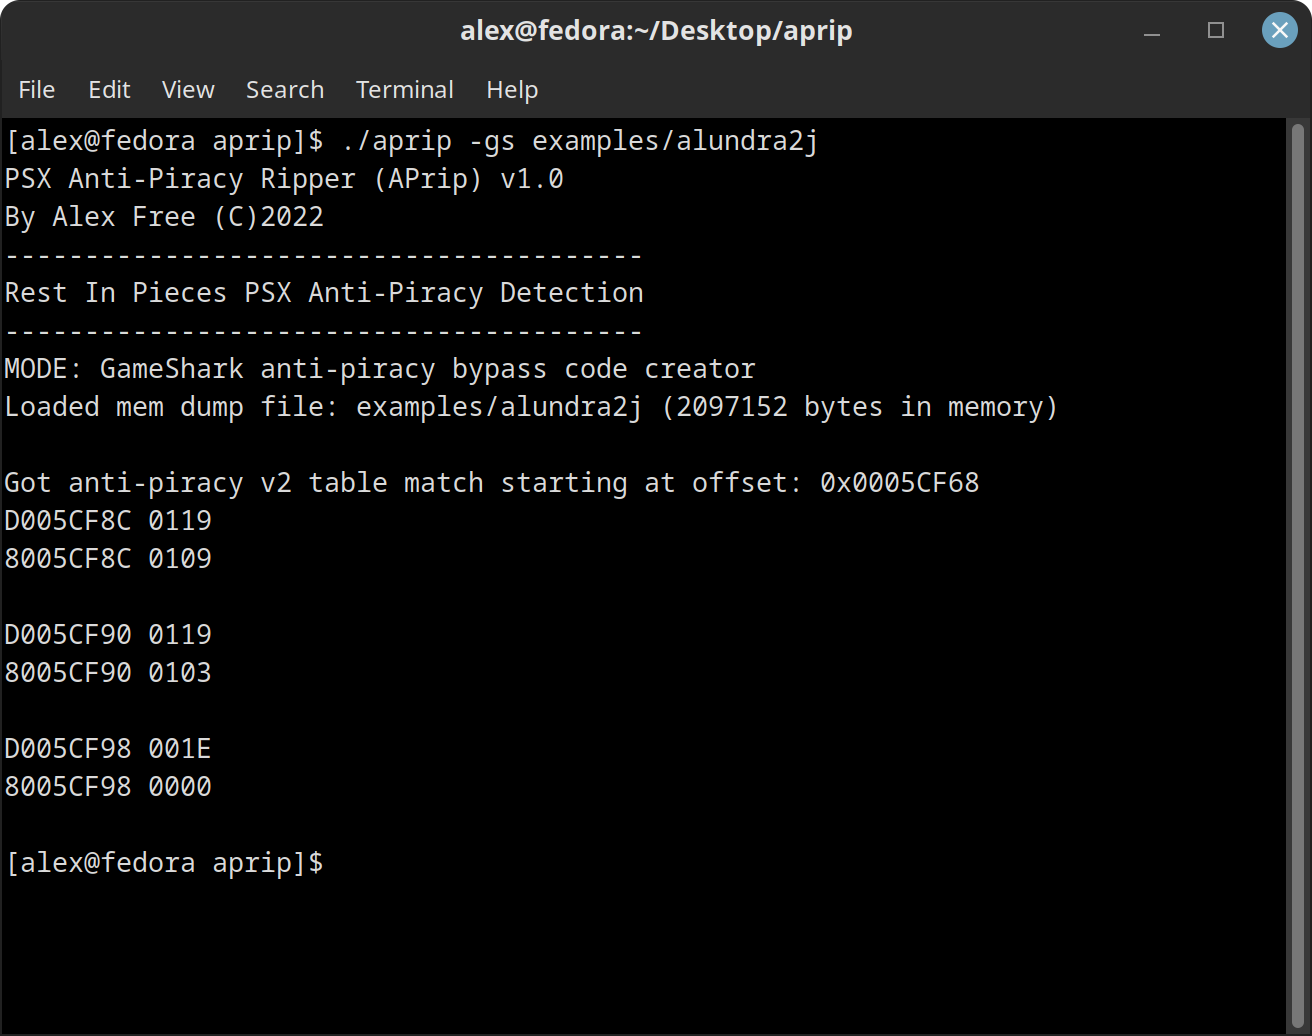 alex@fedora:~/Desktop/aprip
File Edit View Search Terminal Help
[alex@fedora aprip]$ ./aprip -gs examples/alundra2j
PSX Anti-Piracy Ripper (APrip) v1.0
By Alex Free (C)2022
----------------------------------------
Rest In Pieces PSX Anti-Piracy Detection
----------------------------------------
MODE: GameShark anti-piracy bypass code creator
Loaded mem dump file: examples/alundra2j (2097152 bytes in memory)
Got anti-piracy v2 table match starting at offset: 0x0005CF68
D005CF8C 0119
8005CF8C 0109
D005CF90 0119
8005CF90 0103
D005CF98 001E
8005CF98 0000
[alex@fedora aprip]$